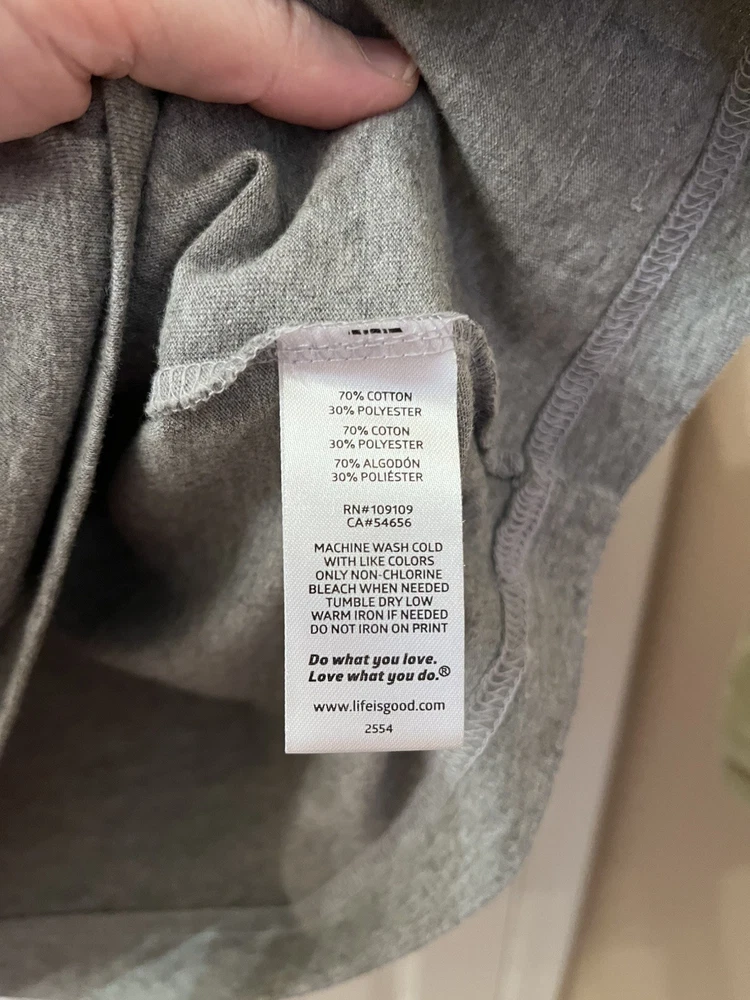 70% COTTON
30% POLYESTER
70% COTON
30% POLYESTER
70% ALGODÓN
30% POLIÉSTER
RN#109109
CA#54656
MACHINE WASH COLD
WITH LIKE COLORS
ONLY NON-CHLORINE
BLEACH WHEN NEEDED
TUMBLE DRY LOW
WARM IRON IF NEEDED
DO NOT IRON ON PRINT
Do what you love.
Love what you do.®
www.lifeisgood.com
2554